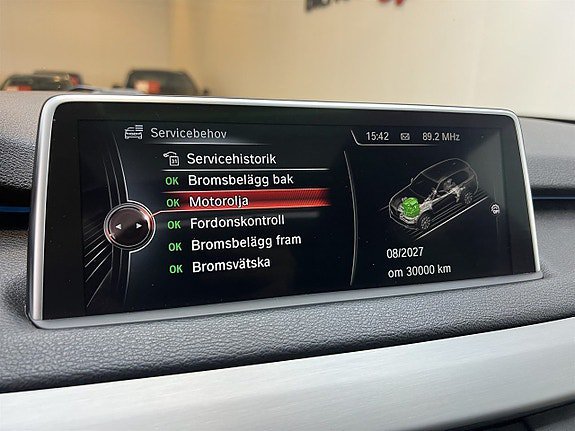 Servicebehov
15:42 89.2 MHz
Servicehistorik
OK Bromsbelägg bak
OK Motorolja
OK Fordonskontroll
OK Bromsbelägg fram
OK Bromsvätska
08/2027
om 30000 km